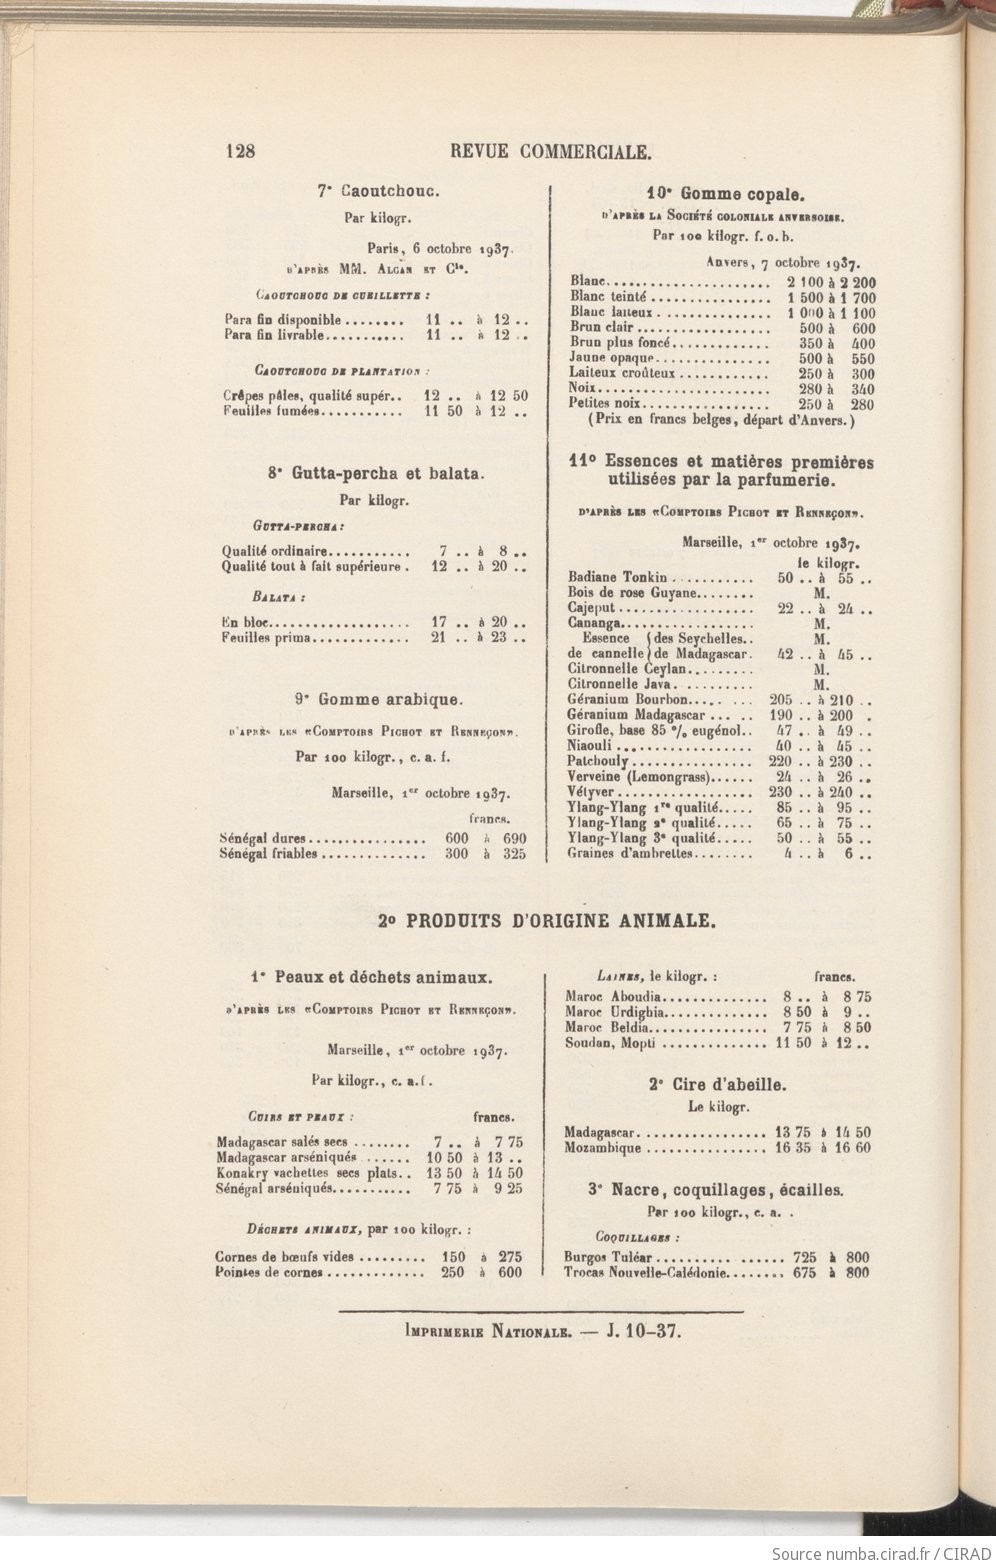 128
REVUE COMMERCIALE.
7° Caoutchouc.
Par kilogr.
Paris, 6 octobre 1937.
D'APRÈS MM. ALCAN ET Cie.
CAOUTCHOUC DE CUEILLETTE :
Para fin disponible ........ 11 .. à 12 ..
Para fin livrable........... 11 .. à 12 ..
CAOUTCHOUC DE PLANTATION :
Crêpes pâles, qualité supér.. 12 .. à 12 50
Feuilles fumées........... 11 50 à 12 ..
8° Gutta-percha et balata.
Par kilogr.
GUTTA-PERCHA :
Qualité ordinaire........... 7 .. à 8 ..
Qualité tout à fait supérieure . 12 .. à 20 ..
BALATA :
En bloc................... 17 .. à 20 ..
Feuilles prima............. 21 .. à 23 ..
9° Gomme arabique.
D'APRÈS LES «COMPTOIRS PICHOT ET RENNEÇON».
Par 100 kilogr., c. a. f.
Marseille, 1er octobre 1937.
francs.
Sénégal dures................ 600 à 690
Sénégal friables .............. 300 à 325
10° Gomme copale.
D'APRÈS LA SOCIÉTÉ COLONIALE ANVERSOISE.
Par 100 kilogr. f. o. b.
Anvers, 7 octobre 1937.
Blanc...................... 2 100 à 2 200
Blanc teinté ................ 1 500 à 1 700
Blanc laiteux . .............. 1 000 à 1 100
Brun clair .................. 500 à 600
Brun plus foncé............. 350 à 400
Jaune opaque............... 500 à 550
Laiteux croûteux ............ 250 à 300
Noix....................... 280 à 340
Petites noix................. 250 à 280
(Prix en francs belges, départ d'Anvers.)
11° Essences et matières premières
utilisées par la parfumerie.
D'APRÈS LES «COMPTOIRS PICHOT ET RENNEÇON».
Marseille, 1er octobre 1937.
le kilogr.
Badiane Tonkin ........... 50 .. à 55 ..
Bois de rose Guyane........ M.
Cajeput .................. 22 .. à 24 ..
Cananga.................. M.
Essence { des Seychelles.. M.
de cannelle { de Madagascar. 42 .. à 45 ..
Citronnelle Ceylan......... M.
Citronnelle Java. ......... M.
Géranium Bourbon..... ... 205 .. à 210 ..
Géranium Madagascar ... .. 190 .. à 200 .
Girofle, base 85 % eugénol.. 47 .. à 49 ..
Niaouli .................. 40 .. à 45 ..
Patchouly................ 220 .. à 230 ..
Verveine (Lemongrass)...... 24 .. à 26 ..
Vétyver.................. 230 .. à 240 ..
Ylang-Ylang 1re qualité..... 85 .. à 95 ..
Ylang-Ylang 2e qualité..... 65 .. à 75 ..
Ylang-Ylang 3e qualité..... 50 .. à 55 ..
Graines d'ambrettes........ 4 .. à 6 ..
2° PRODUITS D'ORIGINE ANIMALE.
1° Peaux et déchets animaux.
D'APRÈS LES «COMPTOIRS PICHOT ET RENNEÇON».
Marseille, 1er octobre 1937.
Par kilogr., c. a. f.
CUIRS ET PEAUX : francs.
Madagascar salés secs ........ 7 .. à 7 75
Madagascar arséniqués ....... 10 50 à 13 ..
Konakry vachettes secs plats.. 13 50 à 14 50
Sénégal arséniqués........... 7 75 à 9 25
DÉCHETS ANIMAUX, par 100 kilogr. :
Cornes de bœufs vides ......... 150 à 275
Pointes de cornes ............. 250 à 600
LAINES, le kilogr. : francs.
Maroc Aboudia.............. 8 .. à 8 75
Maroc Urdighia.............. 8 50 à 9 ..
Maroc Beldia................ 7 75 à 8 50
Soudan, Mopti .............. 11 50 à 12 ..
2° Cire d'abeille.
Le kilogr.
Madagascar. ................ 13 75 à 14 50
Mozambique ................ 16 35 à 16 60
3° Nacre, coquillages, écailles.
Par 100 kilogr., c. a. .
COQUILLAGES :
Burgos Tuléar ........... ...... 725 à 800
Trocas Nouvelle-Calédonie........ 675 à 800
IMPRIMERIE NATIONALE. — J. 10-37.
Source numba.cirad.fr / CIRAD